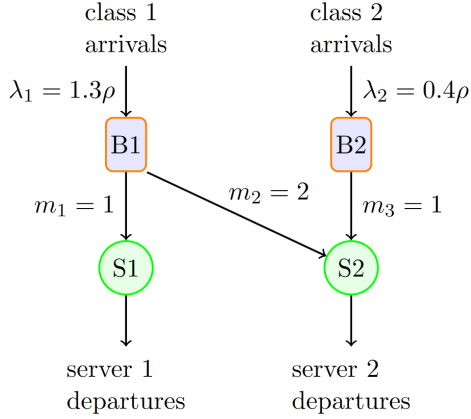 class 1
arrivals
class 2
arrivals
λ₁ = 1.3ρ
λ₂ = 0.4ρ
B1
B2
m₁ = 1
m₂ = 2
m₃ = 1
S1
S2
server 1
departures
server 2
departures